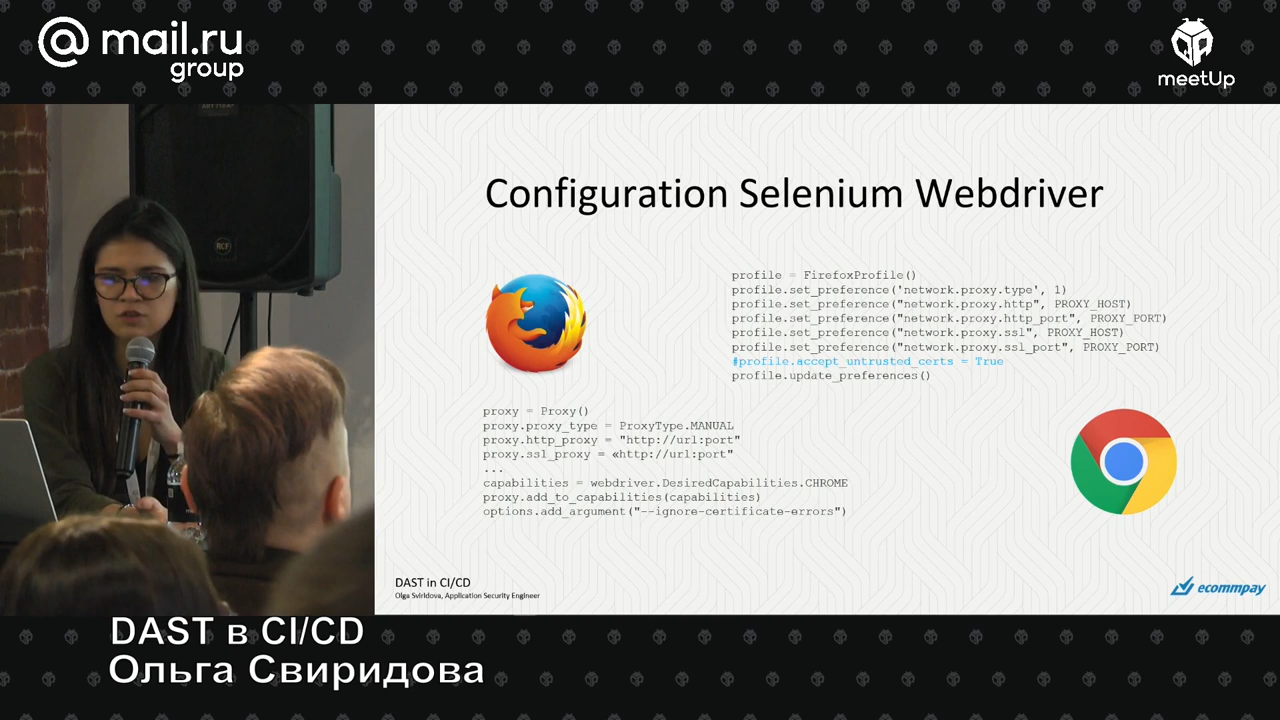 @mail.ru
group
meetUp
RCF
Configuration Selenium Webdriver
profile = FirefoxProfile()
profile.set_preference('network.proxy.type', 1)
profile.set_preference("network.proxy.http", PROXY_HOST)
profile.set_preference("network.proxy.http_port", PROXY_PORT)
profile.set_preference("network.proxy.ssl", PROXY_HOST)
profile.set_preference("network.proxy.ssl_port", PROXY_PORT)
#profile.accept_untrusted_certs = True
profile.update_preferences()
proxy = Proxy()
proxy.proxy_type = ProxyType.MANUAL
proxy.http_proxy = "http://url:port"
proxy.ssl_proxy = «http://url:port"
...
capabilities = webdriver.DesiredCapabilities.CHROME
proxy.add_to_capabilities(capabilities)
options.add_argument("--ignore-certificate-errors")
DAST in CI/CD
Olga Sviridova, Application Security Engineer
ecommpay
DAST в CI/CD
Ольга Свиридова